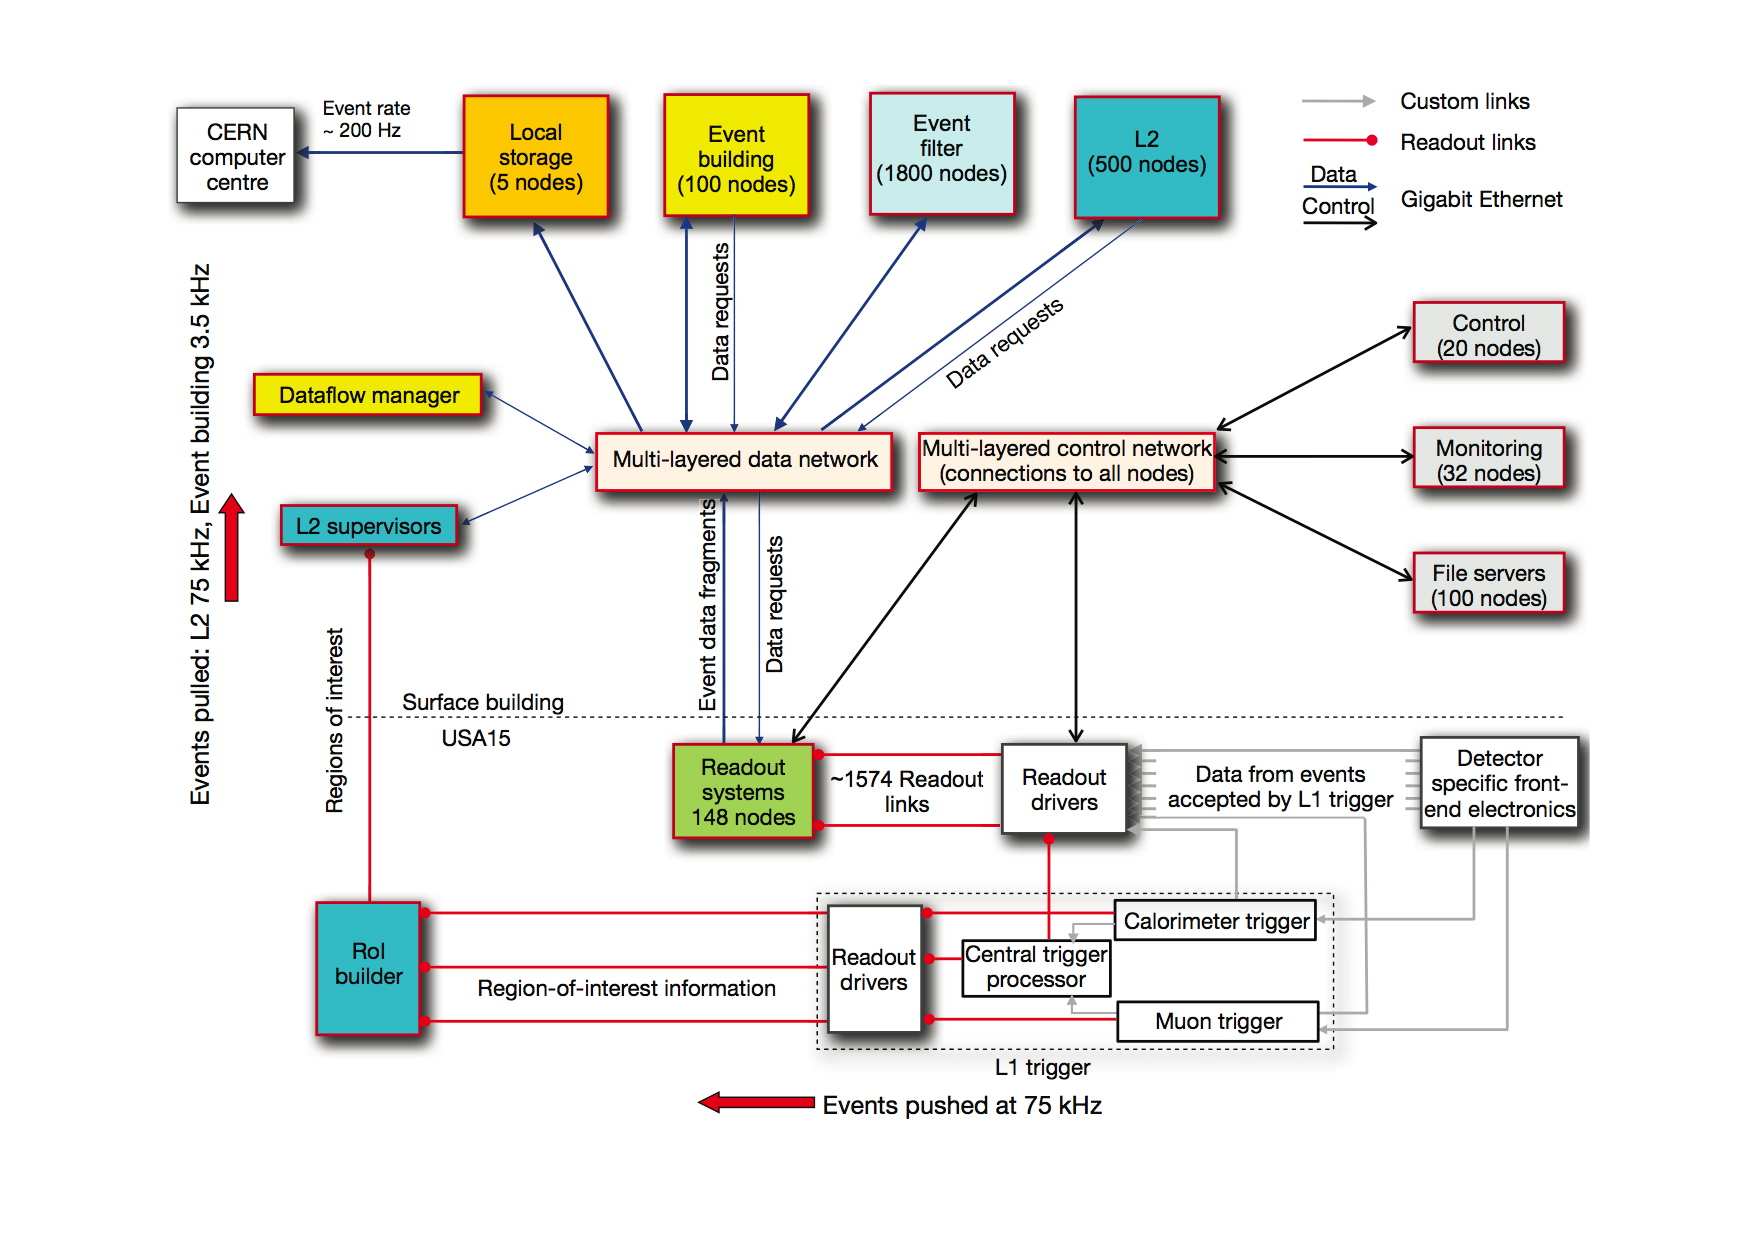 CERN
computer
centre
Event rate
~ 200 Hz
Local
storage
(5 nodes)
Event
building
(100 nodes)
Event
filter
(1800 nodes)
L2
(500 nodes)
Custom links
Readout links
Data
Control
Gigabit Ethernet
Events pulled: L2 75 kHz, Event building 3.5 kHz
Data requests
Data requests
Control
(20 nodes)
Dataflow manager
Multi-layered data network
Multi-layered control network
(connections to all nodes)
Monitoring
(32 nodes)
L2 supervisors
Event data fragments
Data requests
File servers
(100 nodes)
Regions of interest
Surface building
USA15
Readout
systems
148 nodes
~1574 Readout
links
Readout
drivers
Data from events
accepted by L1 trigger
Detector
specific front-
end electronics
RoI
builder
Region-of-interest information
Readout
drivers
Calorimeter trigger
Central trigger
processor
Muon trigger
L1 trigger
Events pushed at 75 kHz